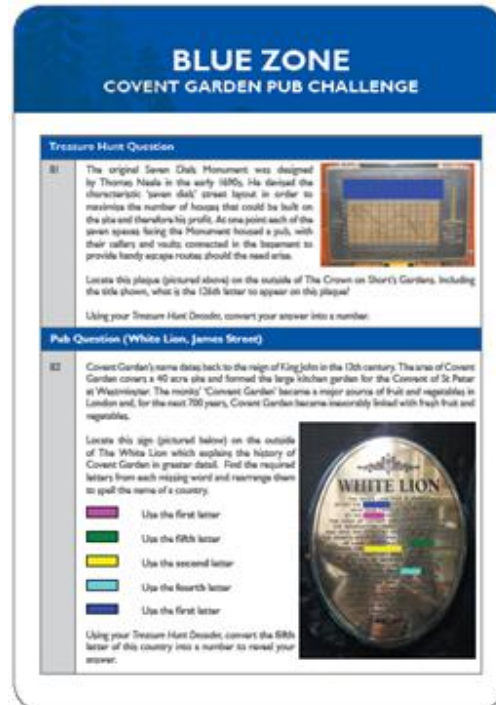 BLUE ZONE
COVENT GARDEN PUB CHALLENGE
Treasure Hunt Question
B1
The original Seven Dials Monument was designed
by Thomas Neale in the early 1690s. He devised the
characteristic 'seven dials' street layout in order to
maximise the number of houses that could be built on
the site and therefore his profit. At one point each of the
seven spaces facing the Monument housed a pub, with
their cellars and vaults connected in the basement to
provide handy escape routes should the need arise.
Locate this plaque (pictured above) on the outside of The Crown on Short's Gardens. Including
the title shown, what is the 126th letter to appear on this plaque?
Using your Treasure Hunt Decoder, convert your answer into a number.
Pub Question (White Lion, James Street)
B2
Covent Garden's name dates back to the reign of King John in the 13th century. The area of Covent
Garden covers a 40 acre site and formed the large kitchen garden for the Convent of St Peter
at Westminster. The monks' 'Convent Garden' became a major source of fruit and vegetables in
London and, for the next 700 years, Covent Garden became inexorably linked with fresh fruit and
vegetables.
Locate this sign (pictured below) on the outside
of The White Lion which explains the history of
Covent Garden in greater detail. Find the required
letters from each missing word and rearrange them
to spell the name of a country.
Use the first letter
Use the fifth letter
Use the second letter
Use the fourth letter
Use the first letter
Using your Treasure Hunt Decoder, convert the fifth
letter of this country into a number to reveal your
answer.
WHITE LION